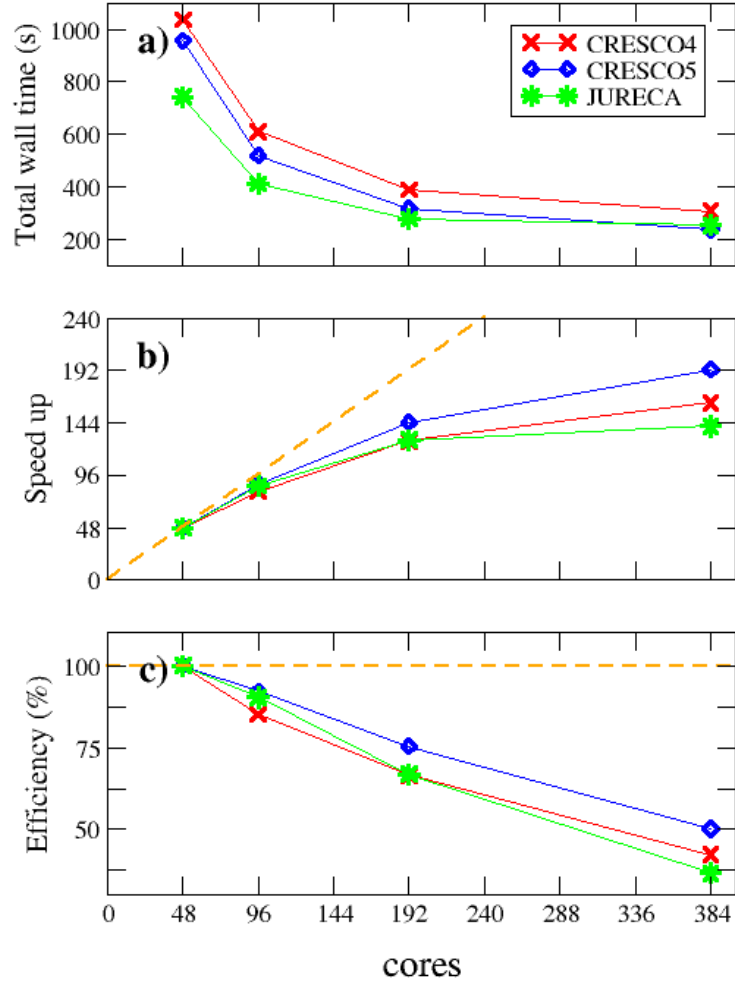 1000
800
600
400
200
Total wall time (s)
a)
CRESCO4
CRESCO5
JURECA
240
192
144
96
48
0
Speed up
b)
100
75
50
Efficiency (%)
c)
0 48 96 144 192 240 288 336 384
cores